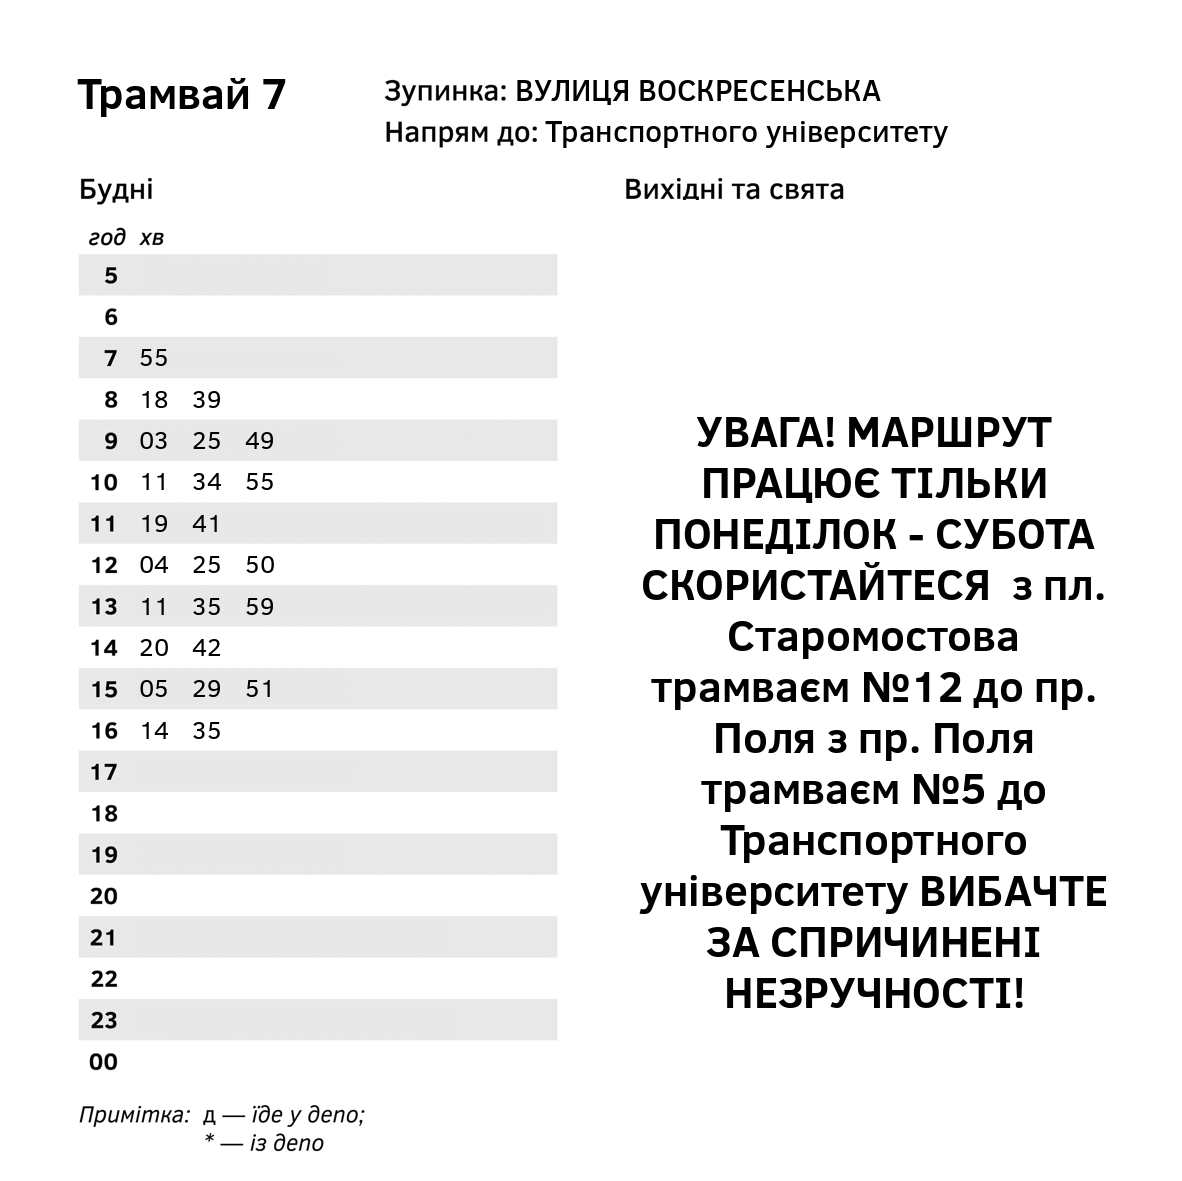 Трамвай 7
Зупинка: ВУЛИЦЯ ВОСКРЕСЕНСЬКА
Напрям до: Транспортного університету
Будні
год хв
5
6
7 55
8 18 39
9 03 25 49
10 11 34 55
11 19 41
12 04 25 50
13 11 35 59
14 20 42
15 05 29 51
16 14 35
17
18
19
20
21
22
23
00
Примітка: д — їде у депо;
* — із депо
Вихідні та свята
УВАГА! МАРШРУТ
ПРАЦЮЄ ТІЛЬКИ
ПОНЕДІЛОК - СУБОТА
СКОРИСТАЙТЕСЯ з пл.
Старомостова
трамваєм №12 до пр.
Поля з пр. Поля
трамваєм №5 до
Транспортного
університету ВИБАЧТЕ
ЗА СПРИЧИНЕНІ
НЕЗРУЧНОСТІ!